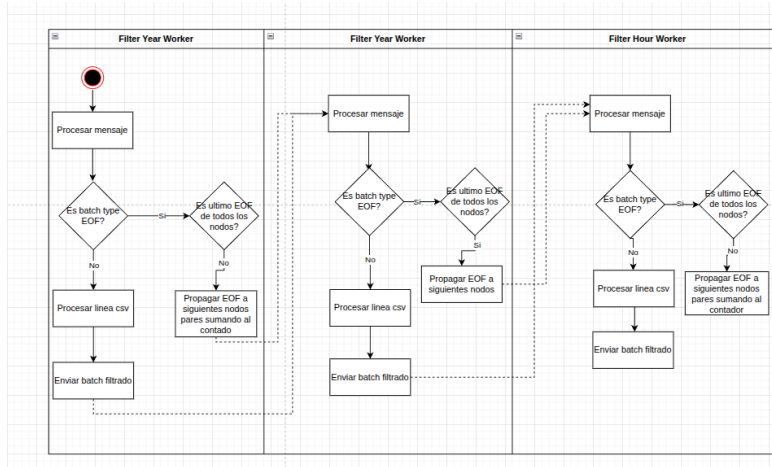 Filter Year Worker
Procesar mensaje
Es batch type
EOF?
Si
Es ultimo EOF
de todos los
nodos?
No
No
Procesar linea csv
Propagar EOF a
siguientes nodos
pares sumando al
contado
Enviar batch filtrado
Filter Year Worker
Procesar mensaje
Es batch type
EOF?
Si
Es ultimo EOF
de todos los
nodos?
Si
No
Propagar EOF a
siguientes nodos
Procesar linea csv
Enviar batch filtrado
Filter Hour Worker
Procesar mensaje
Es batch type
EOF?
Si
Es ultimo EOF
de todos los
nodos?
No
No
Procesar linea csv
Propagar EOF a
siguientes nodos
pares sumando al
contador
Enviar batch filtrado